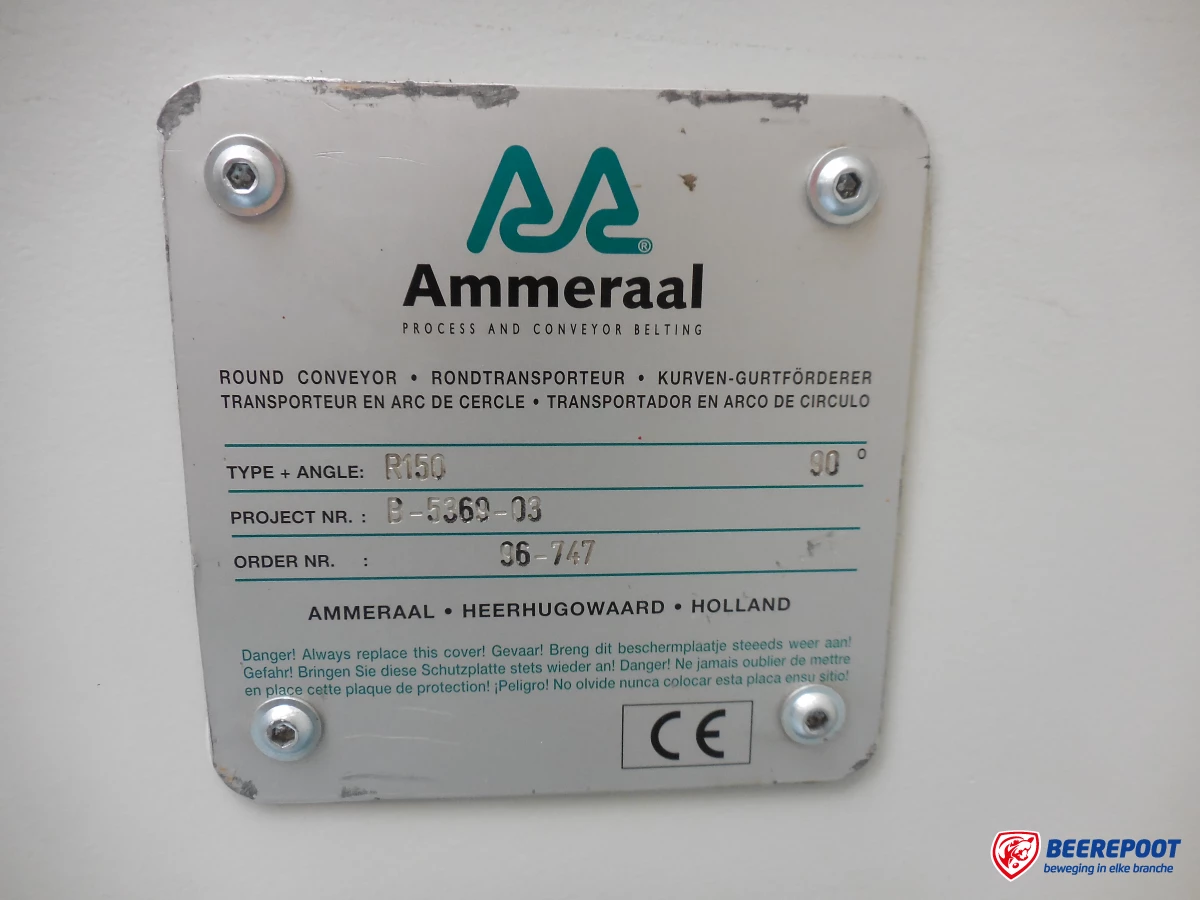 ®
Ammeraal
PROCESS AND CONVEYOR BELTING
ROUND CONVEYOR • RONDTRANSPORTEUR • KURVEN-GURTFÖRDERER
TRANSPORTEUR EN ARC DE CERCLE • TRANSPORTADOR EN ARCO DE CIRCULO
TYPE + ANGLE: R150 90 °
PROJECT NR. : B-5369-03
ORDER NR. : 96-747
AMMERAAL • HEERHUGOWAARD • HOLLAND
Danger! Always replace this cover! Gevaar! Breng dit beschermplaatje steeeds weer aan!
Gefahr! Bringen Sie diese Schutzplatte stets wieder an! Danger! Ne jamais oublier de mettre
en place cette plaque de protection! ¡Peligro! No olvide nunca colocar esta placa ensu sitio!
CE
BEEREPOOT
beweging in elke branche